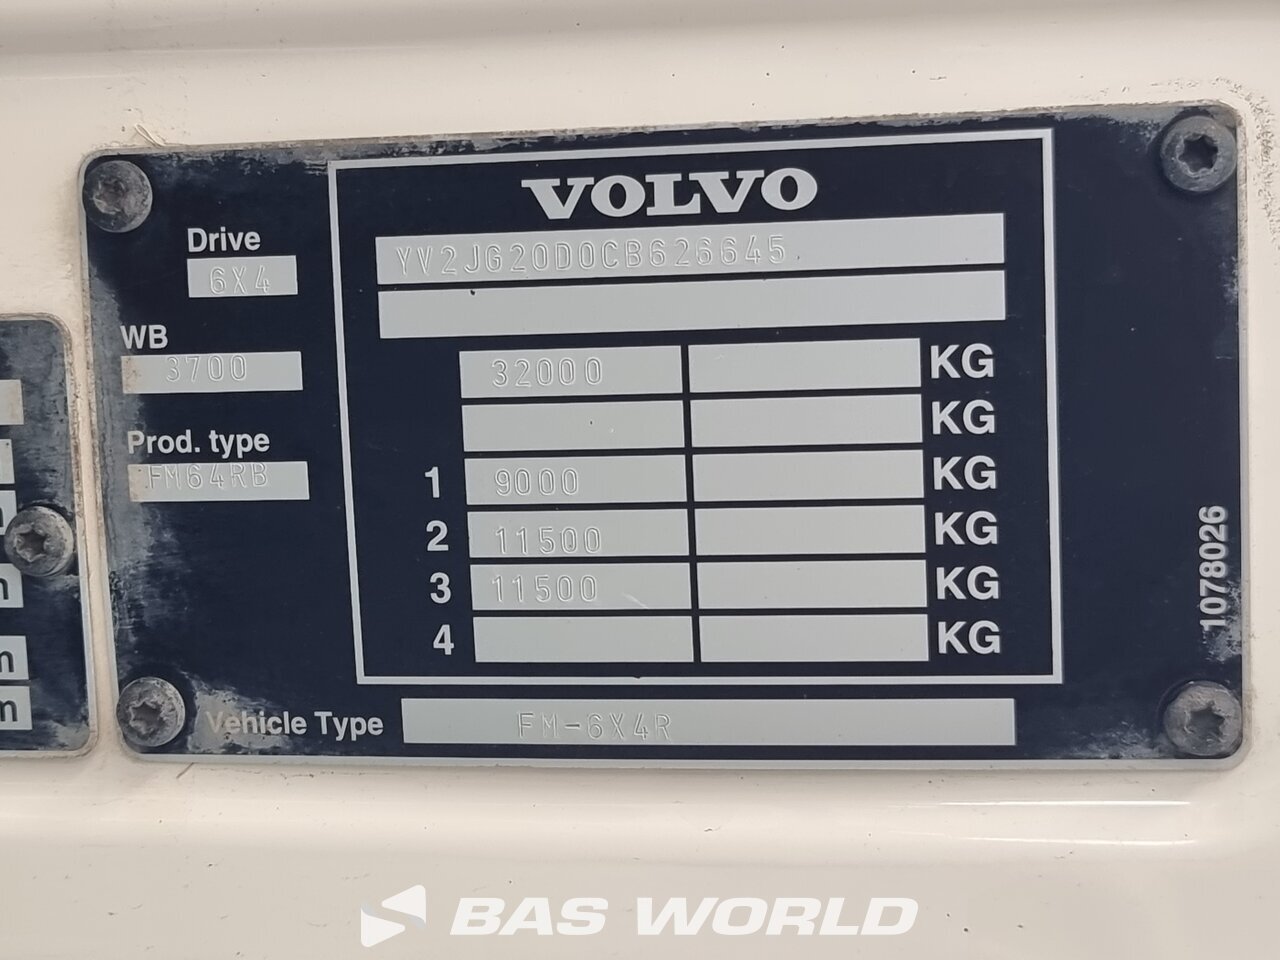 VOLVO
Drive
6X4
YV2JG20D0CB626645
WB
3700
32000 KG
KG
Prod. type
FM64RB
1 9000 KG
2 11500 KG
3 11500 KG
4 KG
1078026
Vehicle Type FM-6X4R
m
m
BAS WORLD